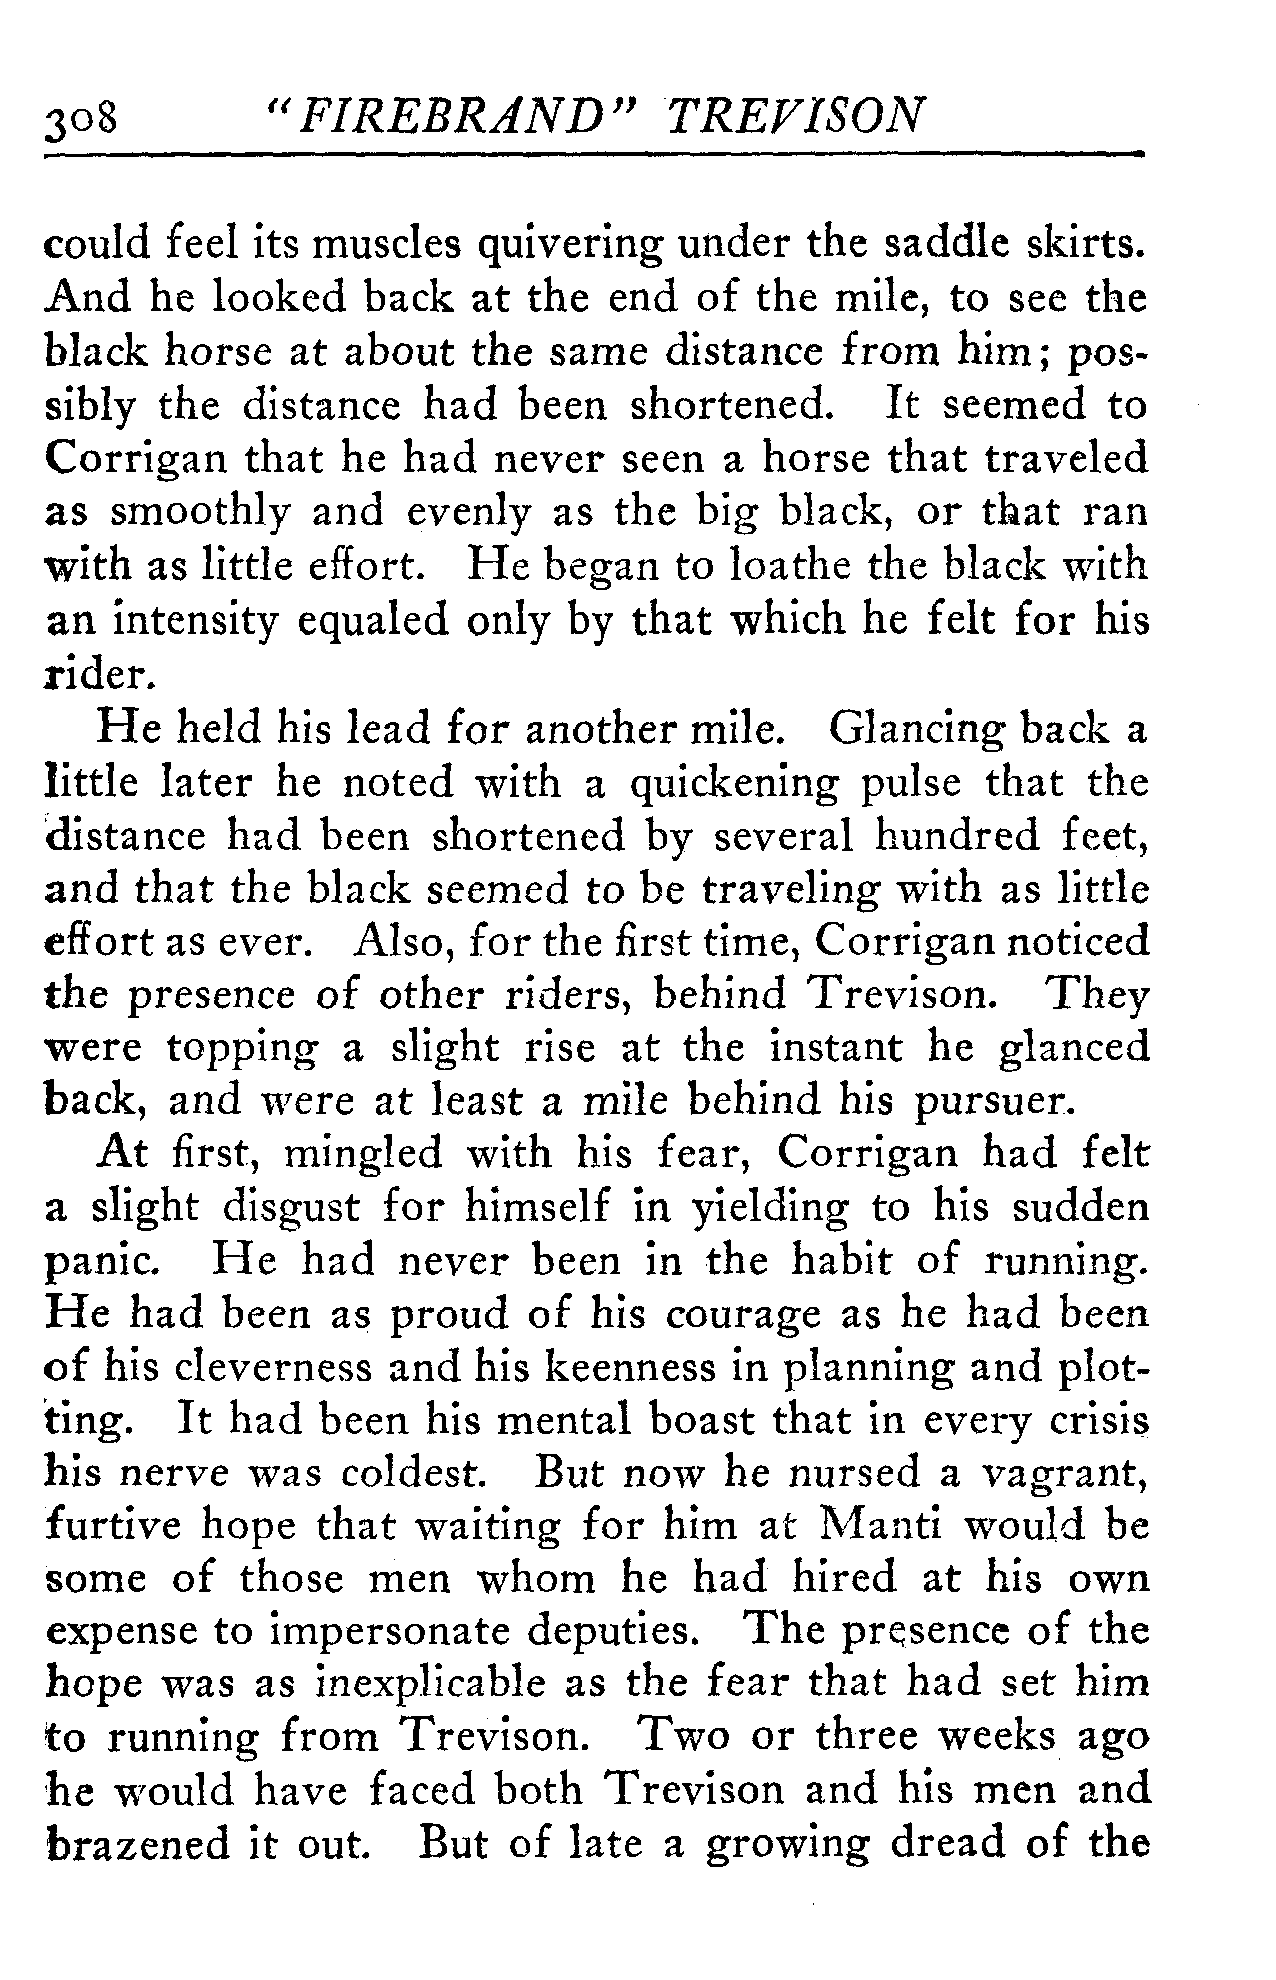 308 "FIREBRAND" TREVISON
could feel its muscles quivering under the saddle skirts.
And he looked back at the end of the mile, to see the
black horse at about the same distance from him; pos-
sibly the distance had been shortened. It seemed to
Corrigan that he had never seen a horse that traveled
as smoothly and evenly as the big black, or that ran
with as little effort. He began to loathe the black with
an intensity equaled only by that which he felt for his
rider.
He held his lead for another mile. Glancing back a
little later he noted with a quickening pulse that the
distance had been shortened by several hundred feet,
and that the black seemed to be traveling with as little
effort as ever. Also, for the first time, Corrigan noticed
the presence of other riders, behind Trevison. They
were topping a slight rise at the instant he glanced
back, and were at least a mile behind his pursuer.
At first, mingled with his fear, Corrigan had felt
a slight disgust for himself in yielding to his sudden
panic. He had never been in the habit of running.
He had been as proud of his courage as he had been
of his cleverness and his keenness in planning and plot-
ting. It had been his mental boast that in every crisis
his nerve was coldest. But now he nursed a vagrant,
furtive hope that waiting for him at Manti would be
some of those men whom he had hired at his own
expense to impersonate deputies. The presence of the
hope was as inexplicable as the fear that had set him
to running from Trevison. Two or three weeks ago
he would have faced both Trevison and his men and
brazened it out. But of late a growing dread of the